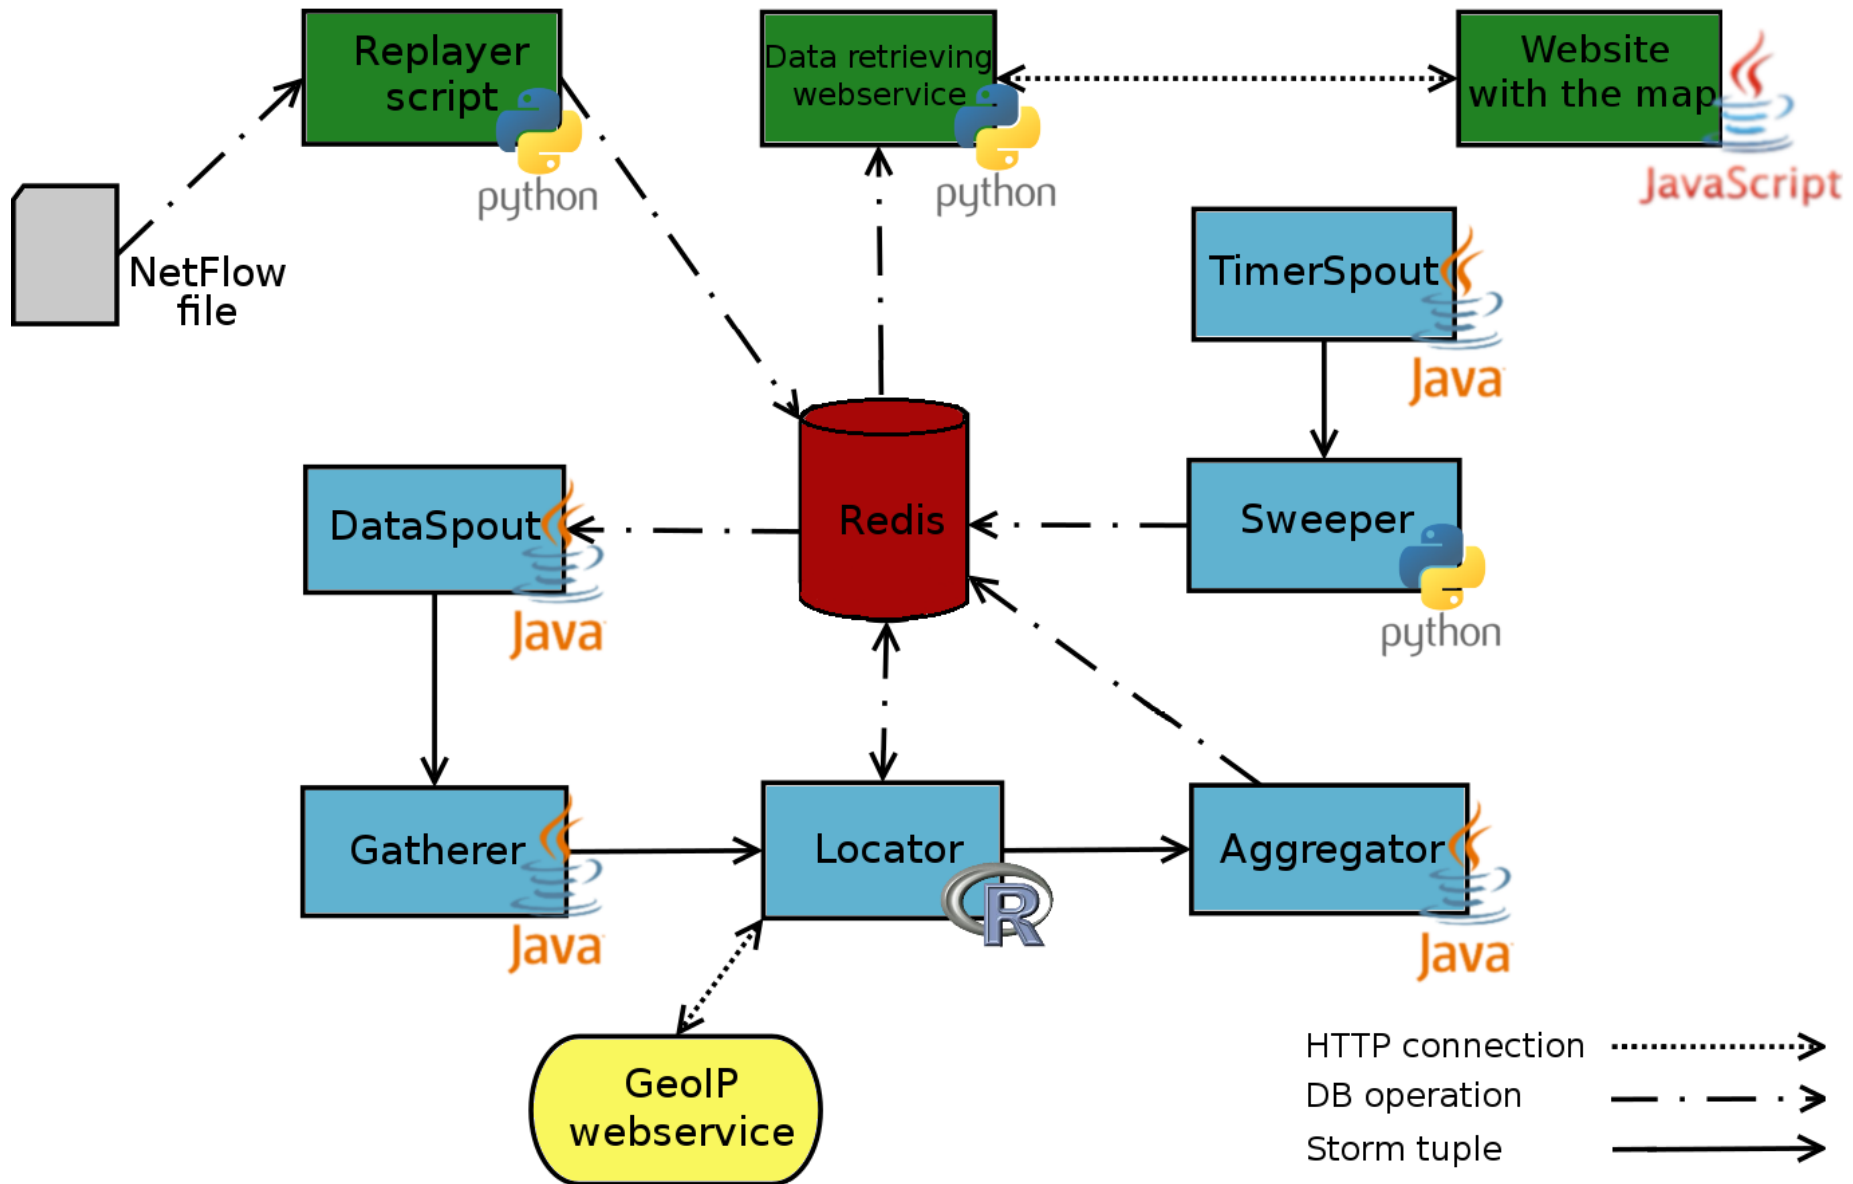 Replayer
script
python
Data retrieving
webservice
python
Website
with the map
JavaScript
NetFlow
file
TimerSpout
Java
Redis
DataSpout
Java
Sweeper
python
Gatherer
Java
Locator
R
Aggregator
Java
GeoIP
webservice
HTTP connection
DB operation
Storm tuple